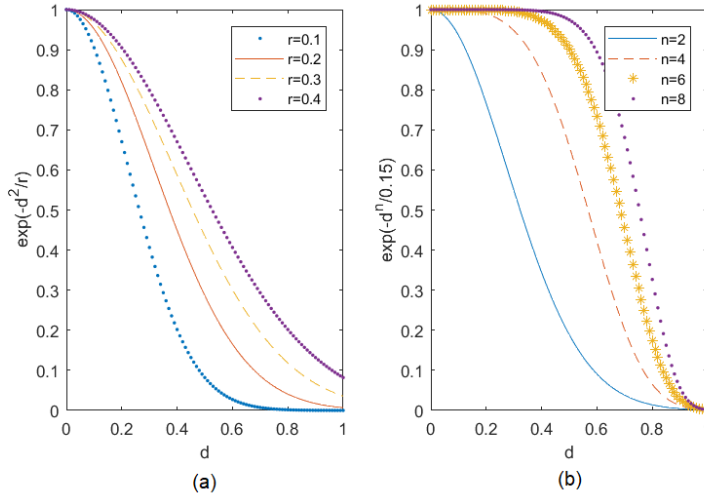 1
0.9
0.8
0.7
0.6
0.5
0.4
0.3
0.2
0.1
0
exp(-d²/r)
r=0.1
r=0.2
r=0.3
r=0.4
0 0.2 0.4 0.6 0.8 1
d
(a)
1
0.9
0.8
0.7
0.6
0.5
0.4
0.3
0.2
0.1
0
exp(-dⁿ/0.15)
n=2
n=4
n=6
n=8
0 0.2 0.4 0.6 0.8
d
(b)